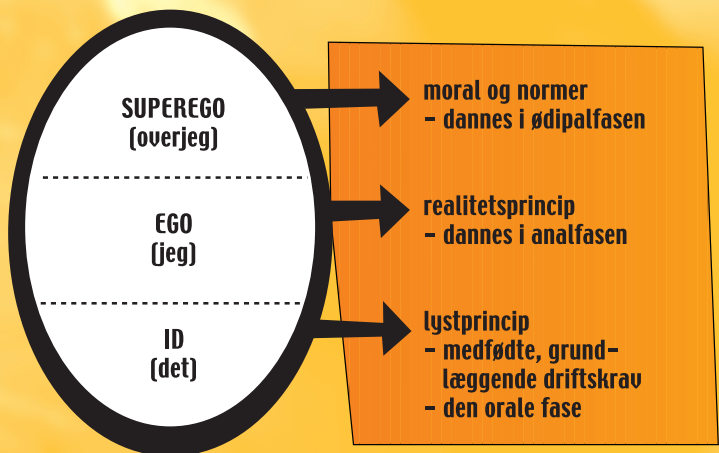 SUPEREGO
(overjeg)
moral og normer
– dannes i ødipalfasen
EGO
(jeg)
realitetsprincip
– dannes i analfasen
ID
(det)
lystprincip
– medfødte, grund–
læggende driftskrav
– den orale fase